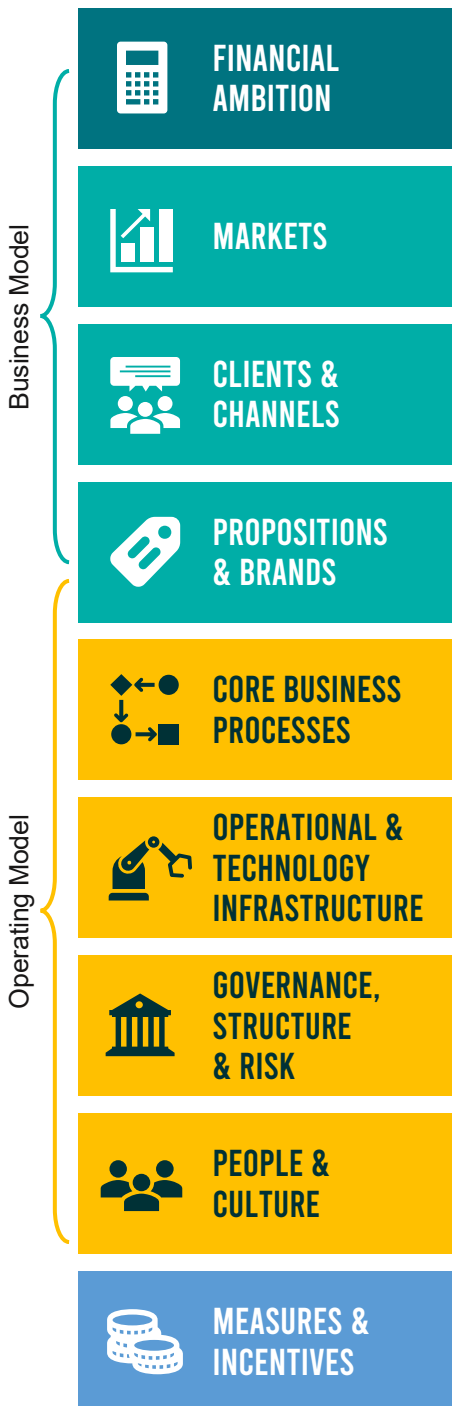 Business Model
FINANCIAL
AMBITION
MARKETS
CLIENTS &
CHANNELS
PROPOSITIONS
& BRANDS
Operating Model
CORE BUSINESS
PROCESSES
OPERATIONAL &
TECHNOLOGY
INFRASTRUCTURE
GOVERNANCE,
STRUCTURE
& RISK
PEOPLE &
CULTURE
MEASURES &
INCENTIVES